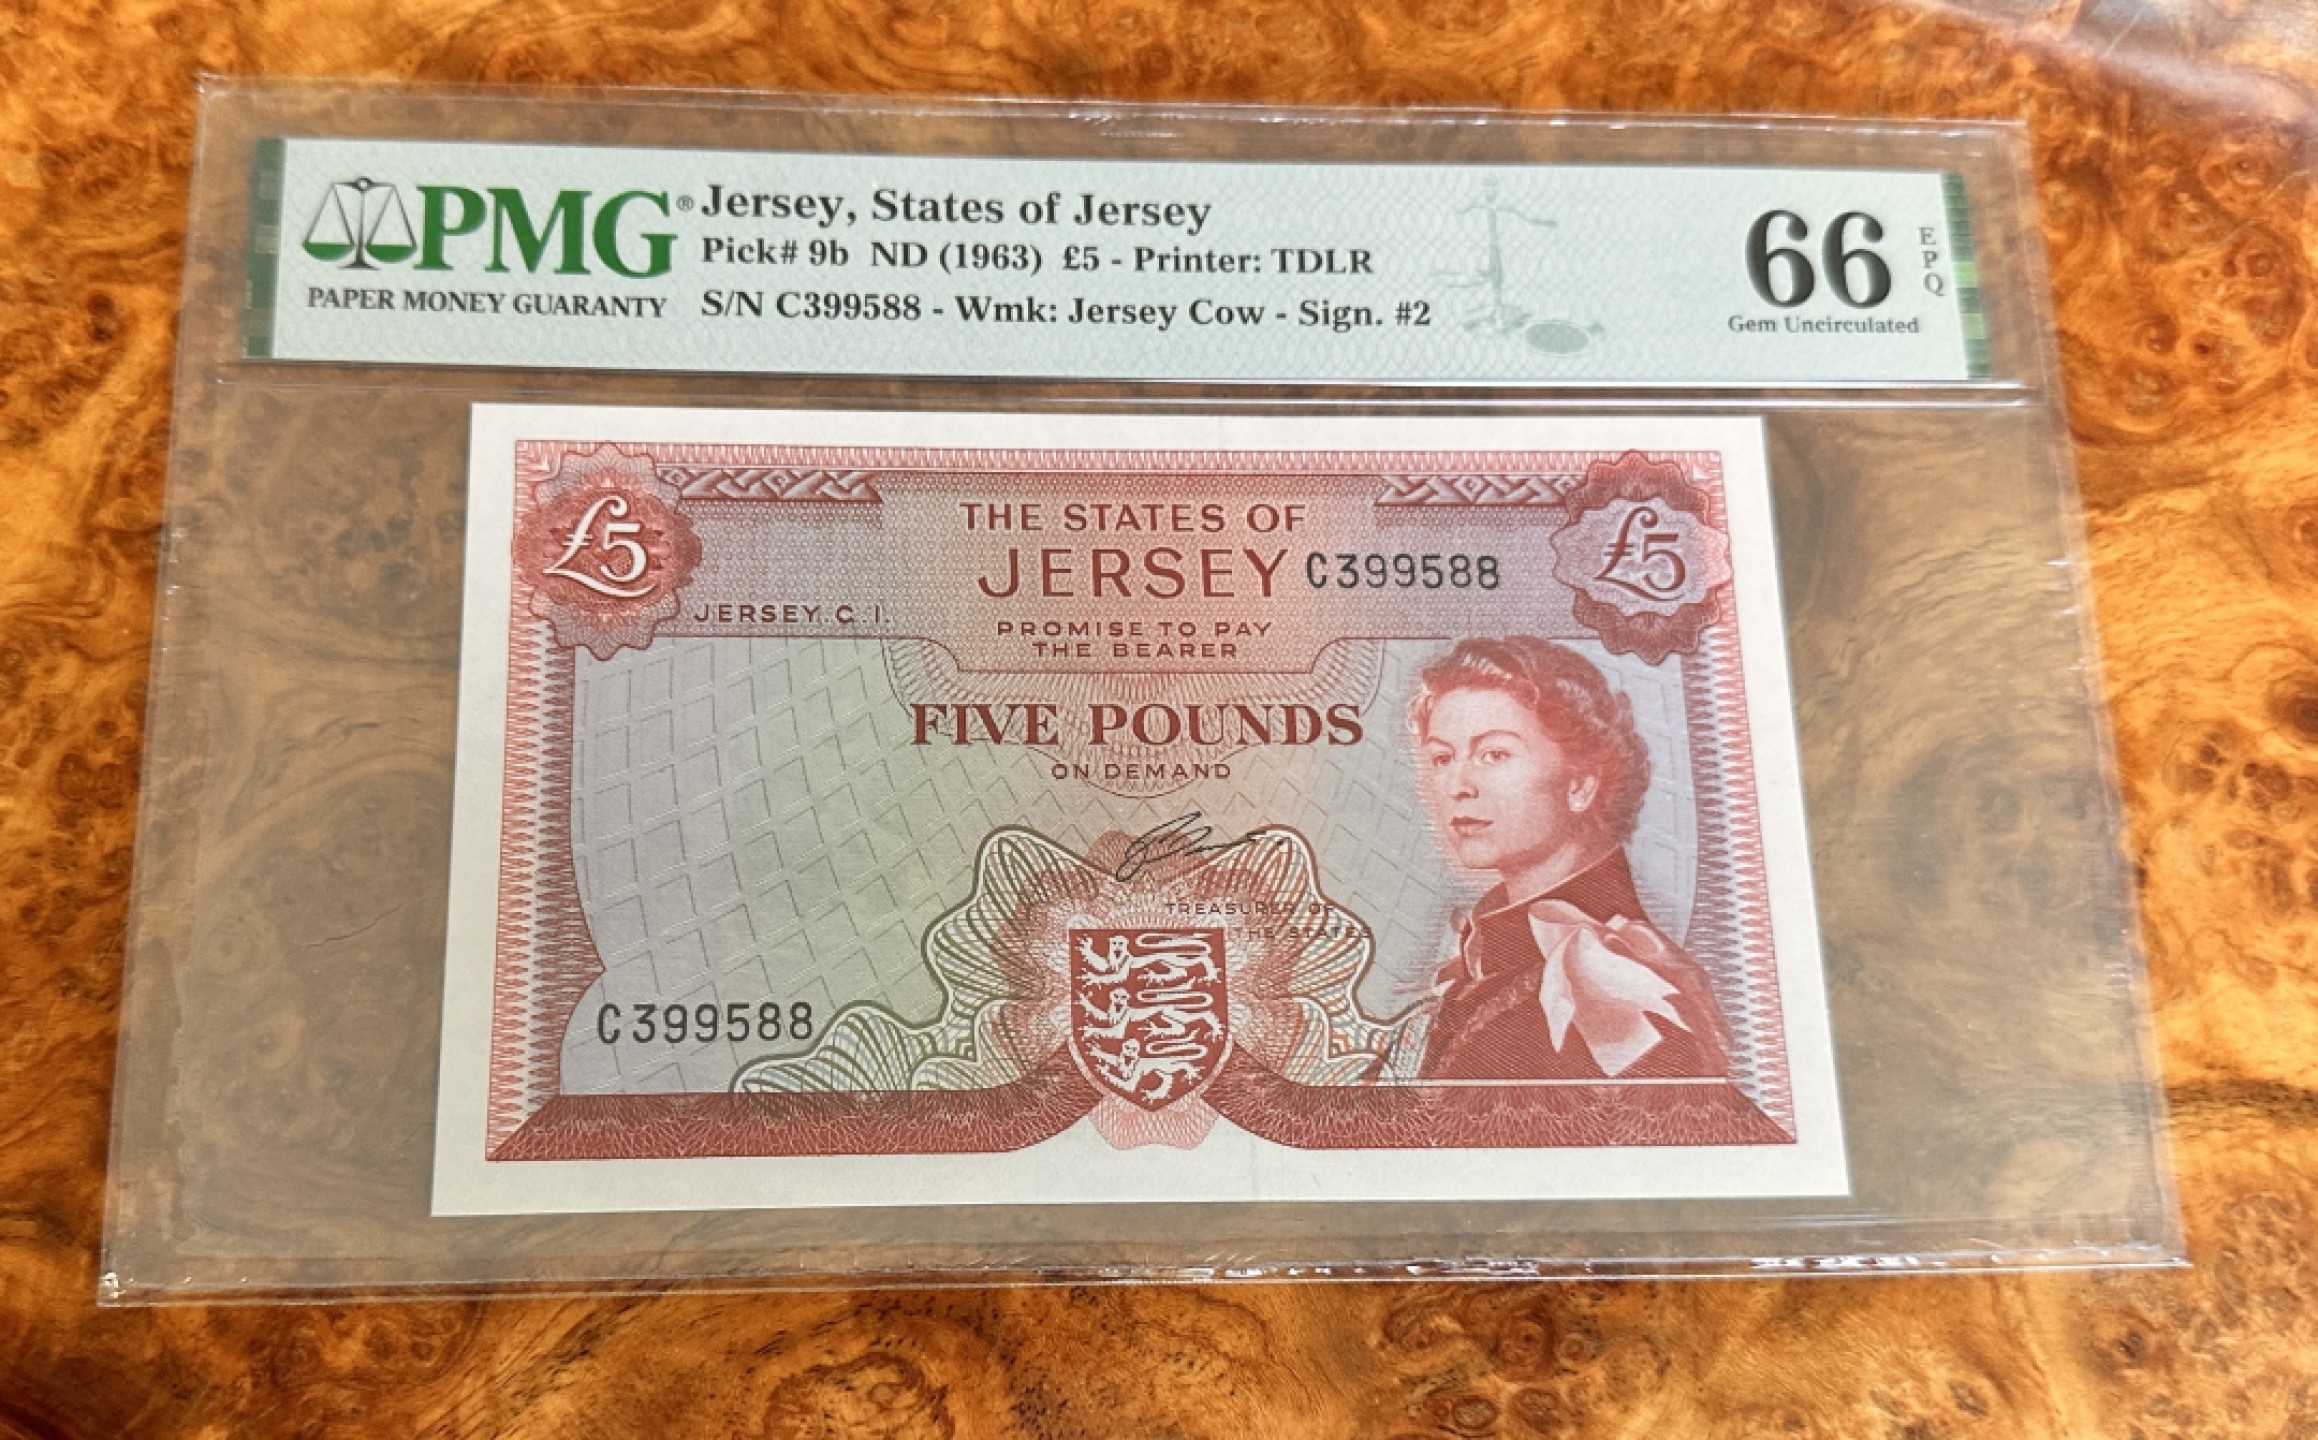 PMG®
PAPER MONEY GUARANTY
Jersey, States of Jersey
Pick# 9b ND (1963) £5 - Printer: TDLR
S/N C399588 - Wmk: Jersey Cow - Sign. #2
66
EPQ
Gem Uncirculated
£5
THE STATES OF
JERSEY C399588
£5
JERSEY. C. I.
PROMISE TO PAY
THE BEARER
FIVE POUNDS
ON DEMAND
TREASURER OF
THE STATES
C399588